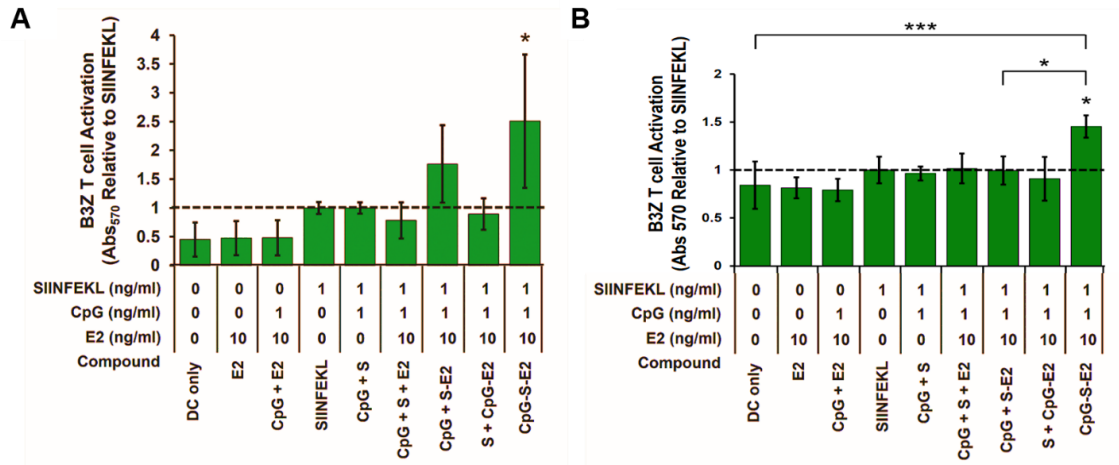 A
B3Z T cell Activation
(Abs570 Relative to SIINFEKL)
4
3.5
3
2.5
2
1.5
1
0.5
0
*
SIINFEKL (ng/ml) 0 0 0 1 1 1 1 1 1
CpG (ng/ml) 0 0 1 0 1 1 1 1 1
E2 (ng/ml) 0 10 10 0 0 10 10 10 10
Compound
DC only
E2
CpG + E2
SIINFEKL
CpG + S
CpG + S + E2
CpG + S-E2
S + CpG-E2
CpG-S-E2
B
B3Z T cell Activation
(Abs 570 Relative to SIINFEKL)
2
1.5
1
0.5
0
***
*
*
SIINFEKL (ng/ml) 0 0 0 1 1 1 1 1 1
CpG (ng/ml) 0 0 1 0 1 1 1 1 1
E2 (ng/ml) 0 10 10 0 0 10 10 10 10
Compound
DC only
E2
CpG + E2
SIINFEKL
CpG + S
CpG + S + E2
CpG + S-E2
S + CpG-E2
CpG-S-E2